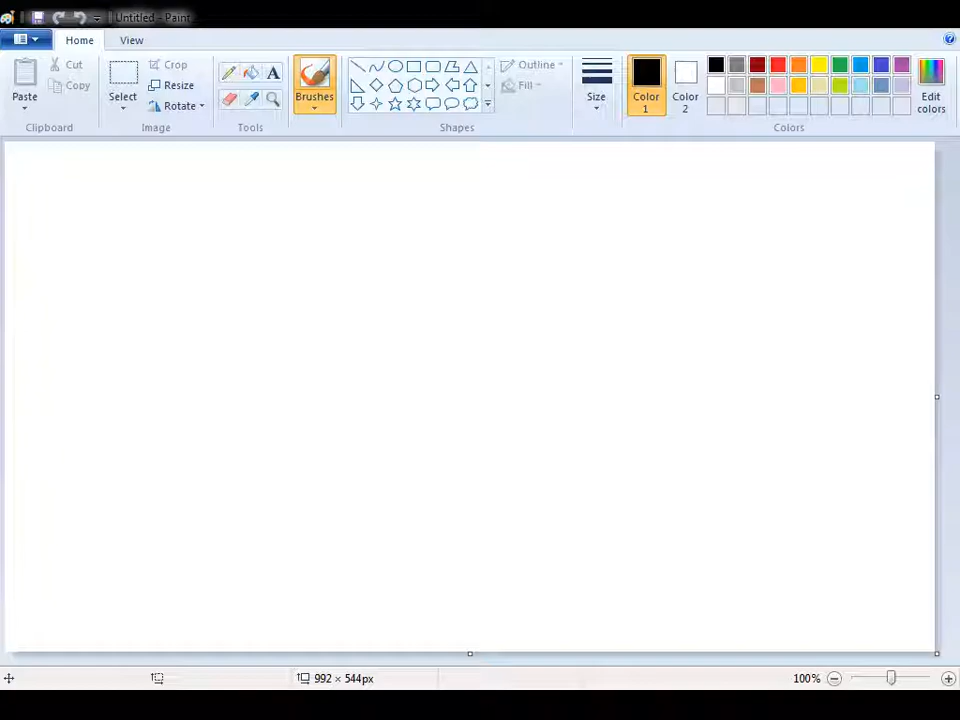 Untitled - Paint
Home View
Paste
Cut
Copy
Clipboard
Select
Crop
Resize
Rotate
Image
A
Tools
Brushes
Shapes
Outline
Fill
Size
Color 1
Color 2
Edit colors
Colors
992 × 544px
100%